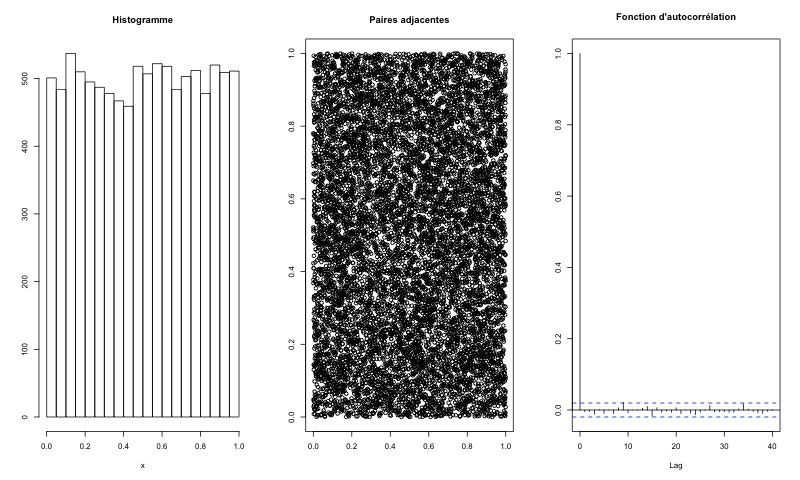 Histogramme
500
400
300
200
100
0
0.0 0.2 0.4 0.6 0.8 1.0
x
Paires adjacentes
1.0
0.8
0.6
0.4
0.2
0.0
0.0 0.2 0.4 0.6 0.8 1.0
Fonction d'autocorrélation
1.0
0.8
0.6
0.4
0.2
0.0
0 10 20 30 40
Lag